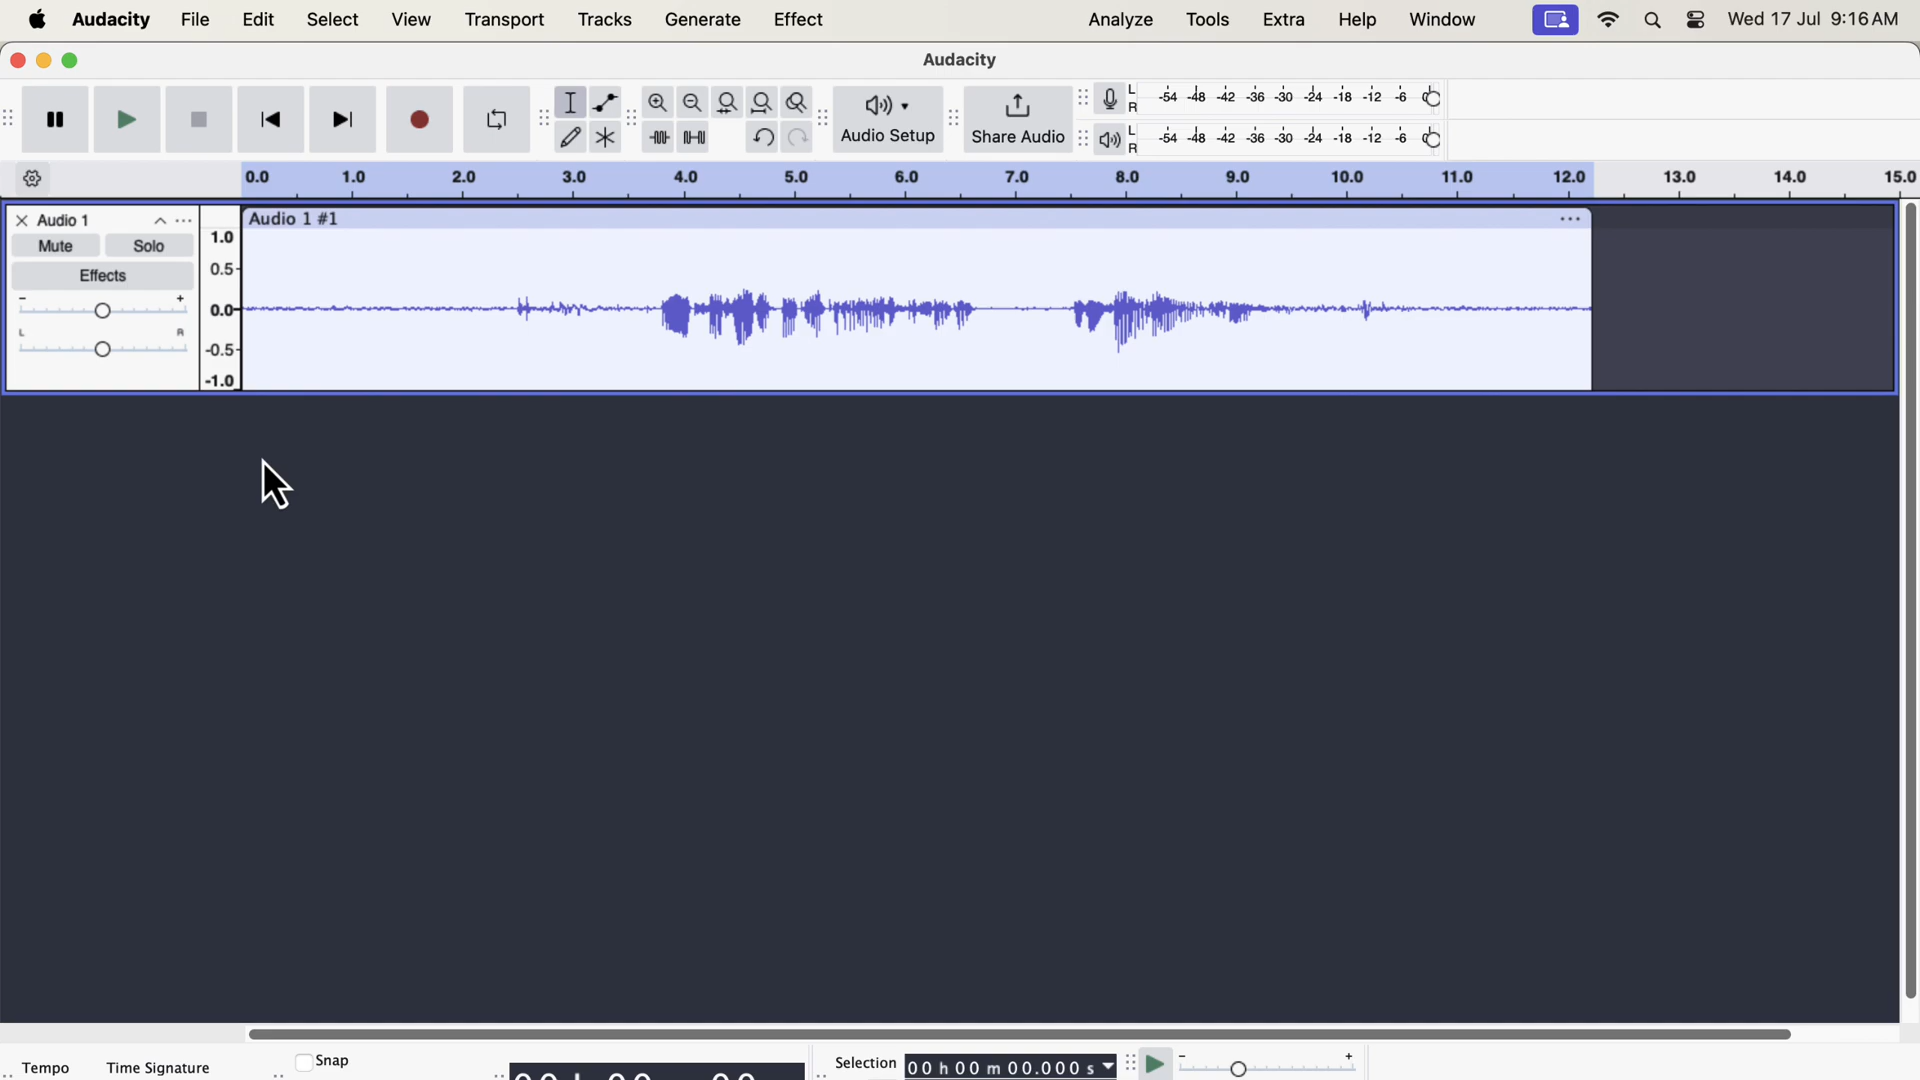 Audacity File Edit Select View Transport Tracks Generate Effect Analyze Tools Extra Help Window Wed 17 Jul 9:16 AM
Audacity
Audio Setup
Share Audio
L
R
-54 -48 -42 -36 -30 -24 -18 -12 -6 0
L
R
-54 -48 -42 -36 -30 -24 -18 -12 -6 0
0.0 1.0 2.0 3.0 4.0 5.0 6.0 7.0 8.0 9.0 10.0 11.0 12.0 13.0 14.0 15.0
Audio 1
Audio 1 #1
Mute Solo
Effects
- +
L R
1.0
0.5
0.0
-0.5
-1.0
Tempo Time Signature Snap
Selection 00 h 00 m 00.000 s
- +